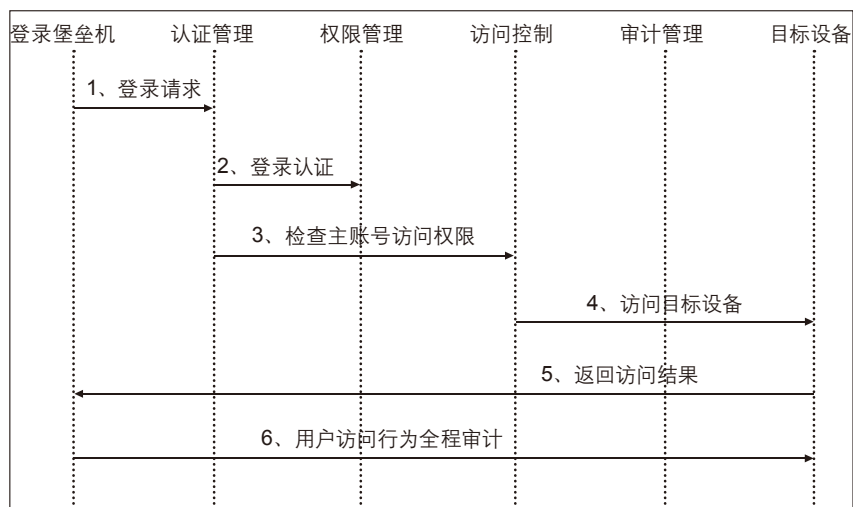 登录堡垒机 认证管理 权限管理 访问控制 审计管理 目标设备
1、登录请求
2、登录认证
3、检查主账号访问权限
4、访问目标设备
5、返回访问结果
6、用户访问行为全程审计